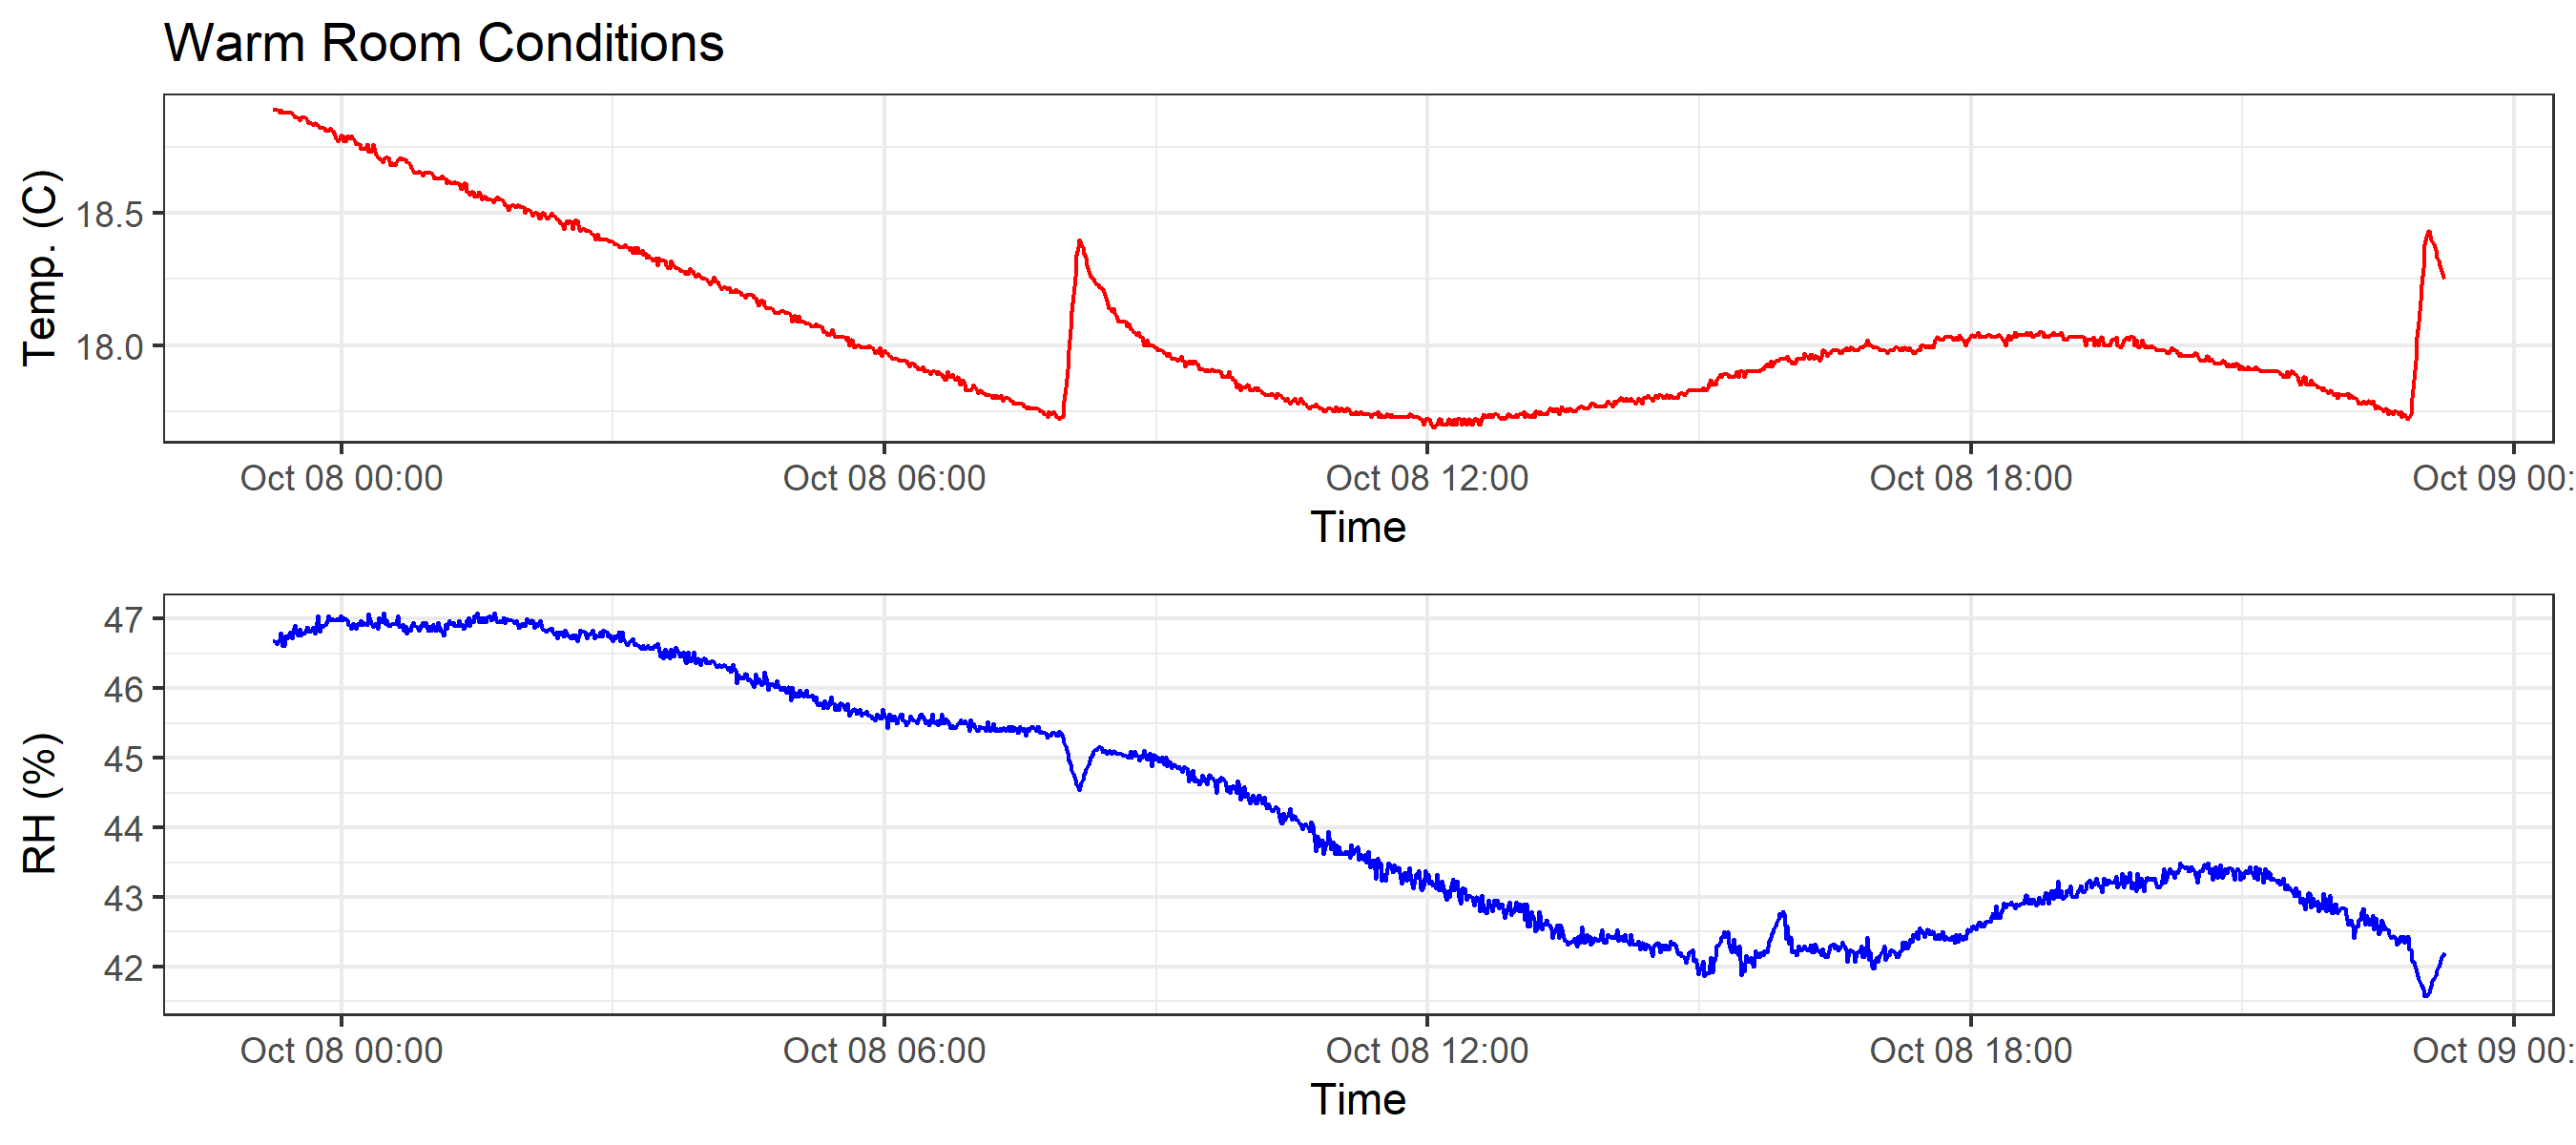 Warm Room Conditions
Temp. (C)
18.5
18.0
Oct 08 00:00 Oct 08 06:00 Oct 08 12:00 Oct 08 18:00 Oct 09 00:
Time
RH (%)
47
46
45
44
43
42
Oct 08 00:00 Oct 08 06:00 Oct 08 12:00 Oct 08 18:00 Oct 09 00:
Time